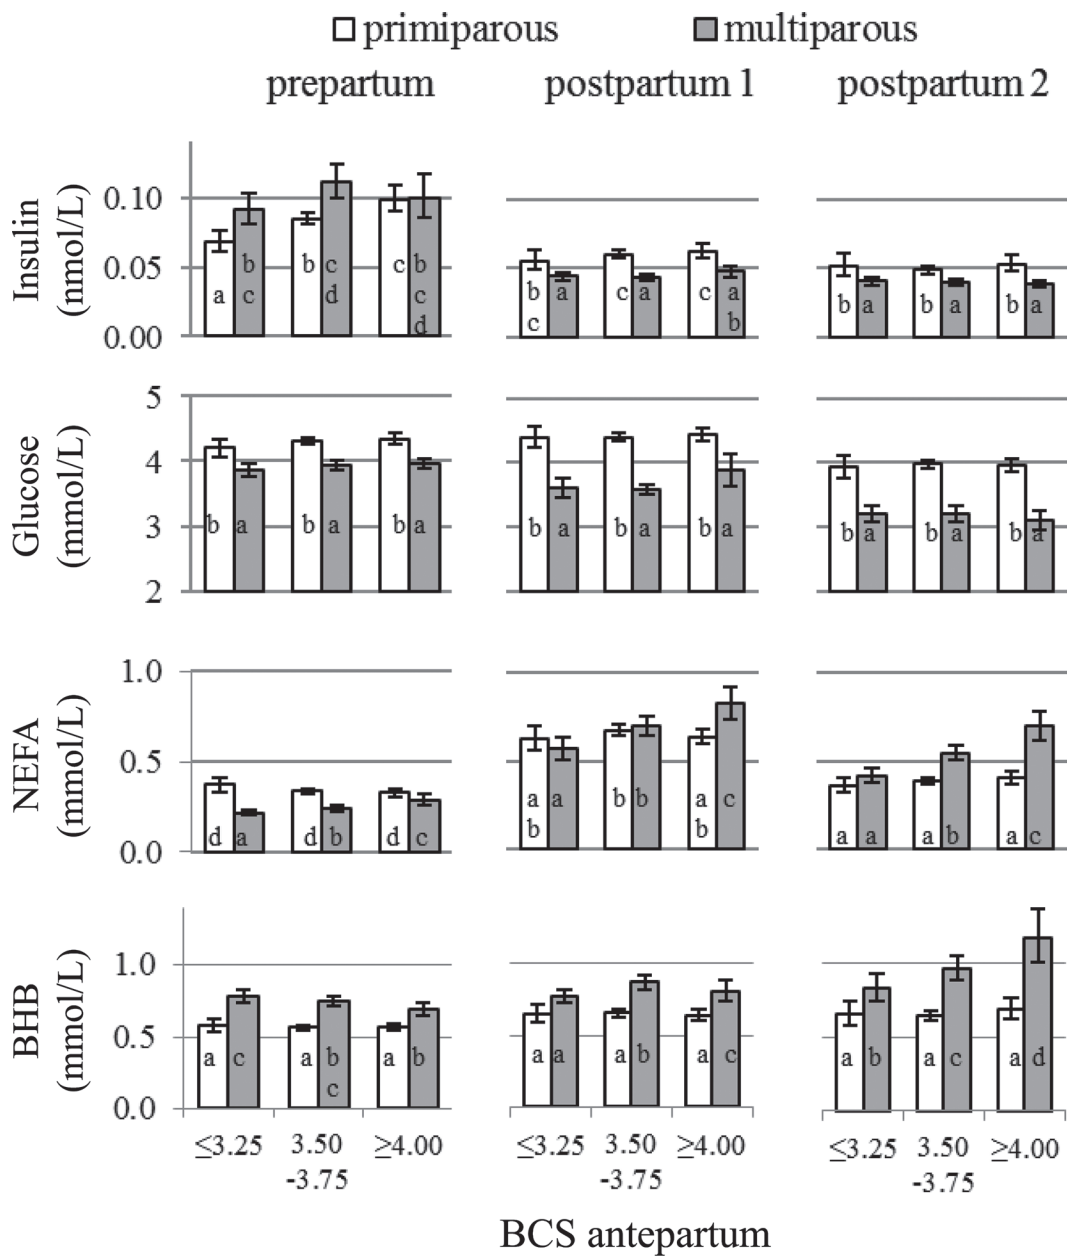 primiparous multiparous
prepartum postpartum 1 postpartum 2
Insulin
(nmol/L)
0.10
0.05
0.00
a b c b c d c b c d
b c a c a c a b
b a b a b a
Glucose
(mmol/L)
5
4
3
2
b a b a b a
b a b a b a
b a b a b a
NEFA
(mmol/L)
1.0
0.5
0.0
d a d b d c
a b a b b a b c
a a a b a c
BHB
(mmol/L)
1.0
0.5
0.0
a c a b c a b
a a a b a c
a b a c a d
≤3.25 3.50 ≥4.00 ≤3.25 3.50 ≥4.00 ≤3.25 3.50 ≥4.00
-3.75 -3.75 -3.75
BCS antepartum